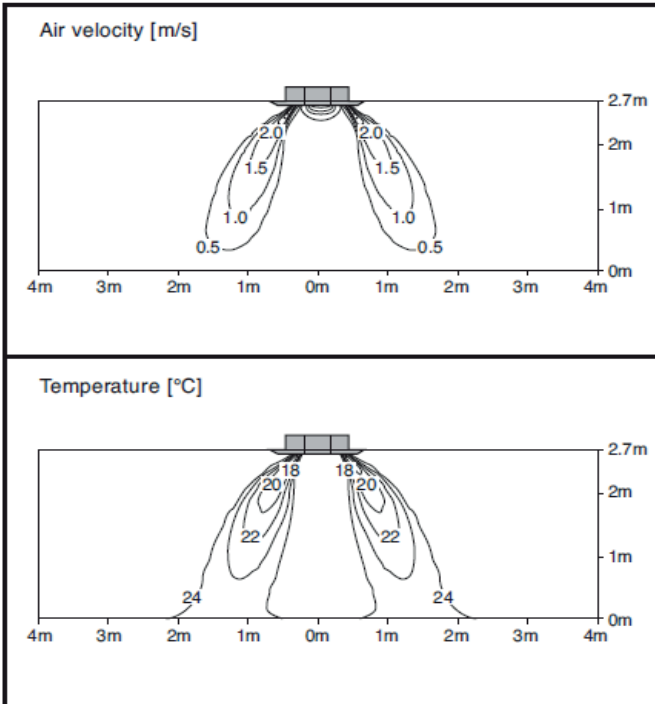 Air velocity [m/s]
2.7m
2.0 2.0
2m
1.5 1.5
1m
1.0 1.0
0.5 0.5
0m
4m 3m 2m 1m 0m 1m 2m 3m 4m
Temperature [°C]
2.7m
18 18
20 20
2m
22 22
1m
24 24
0m
4m 3m 2m 1m 0m 1m 2m 3m 4m